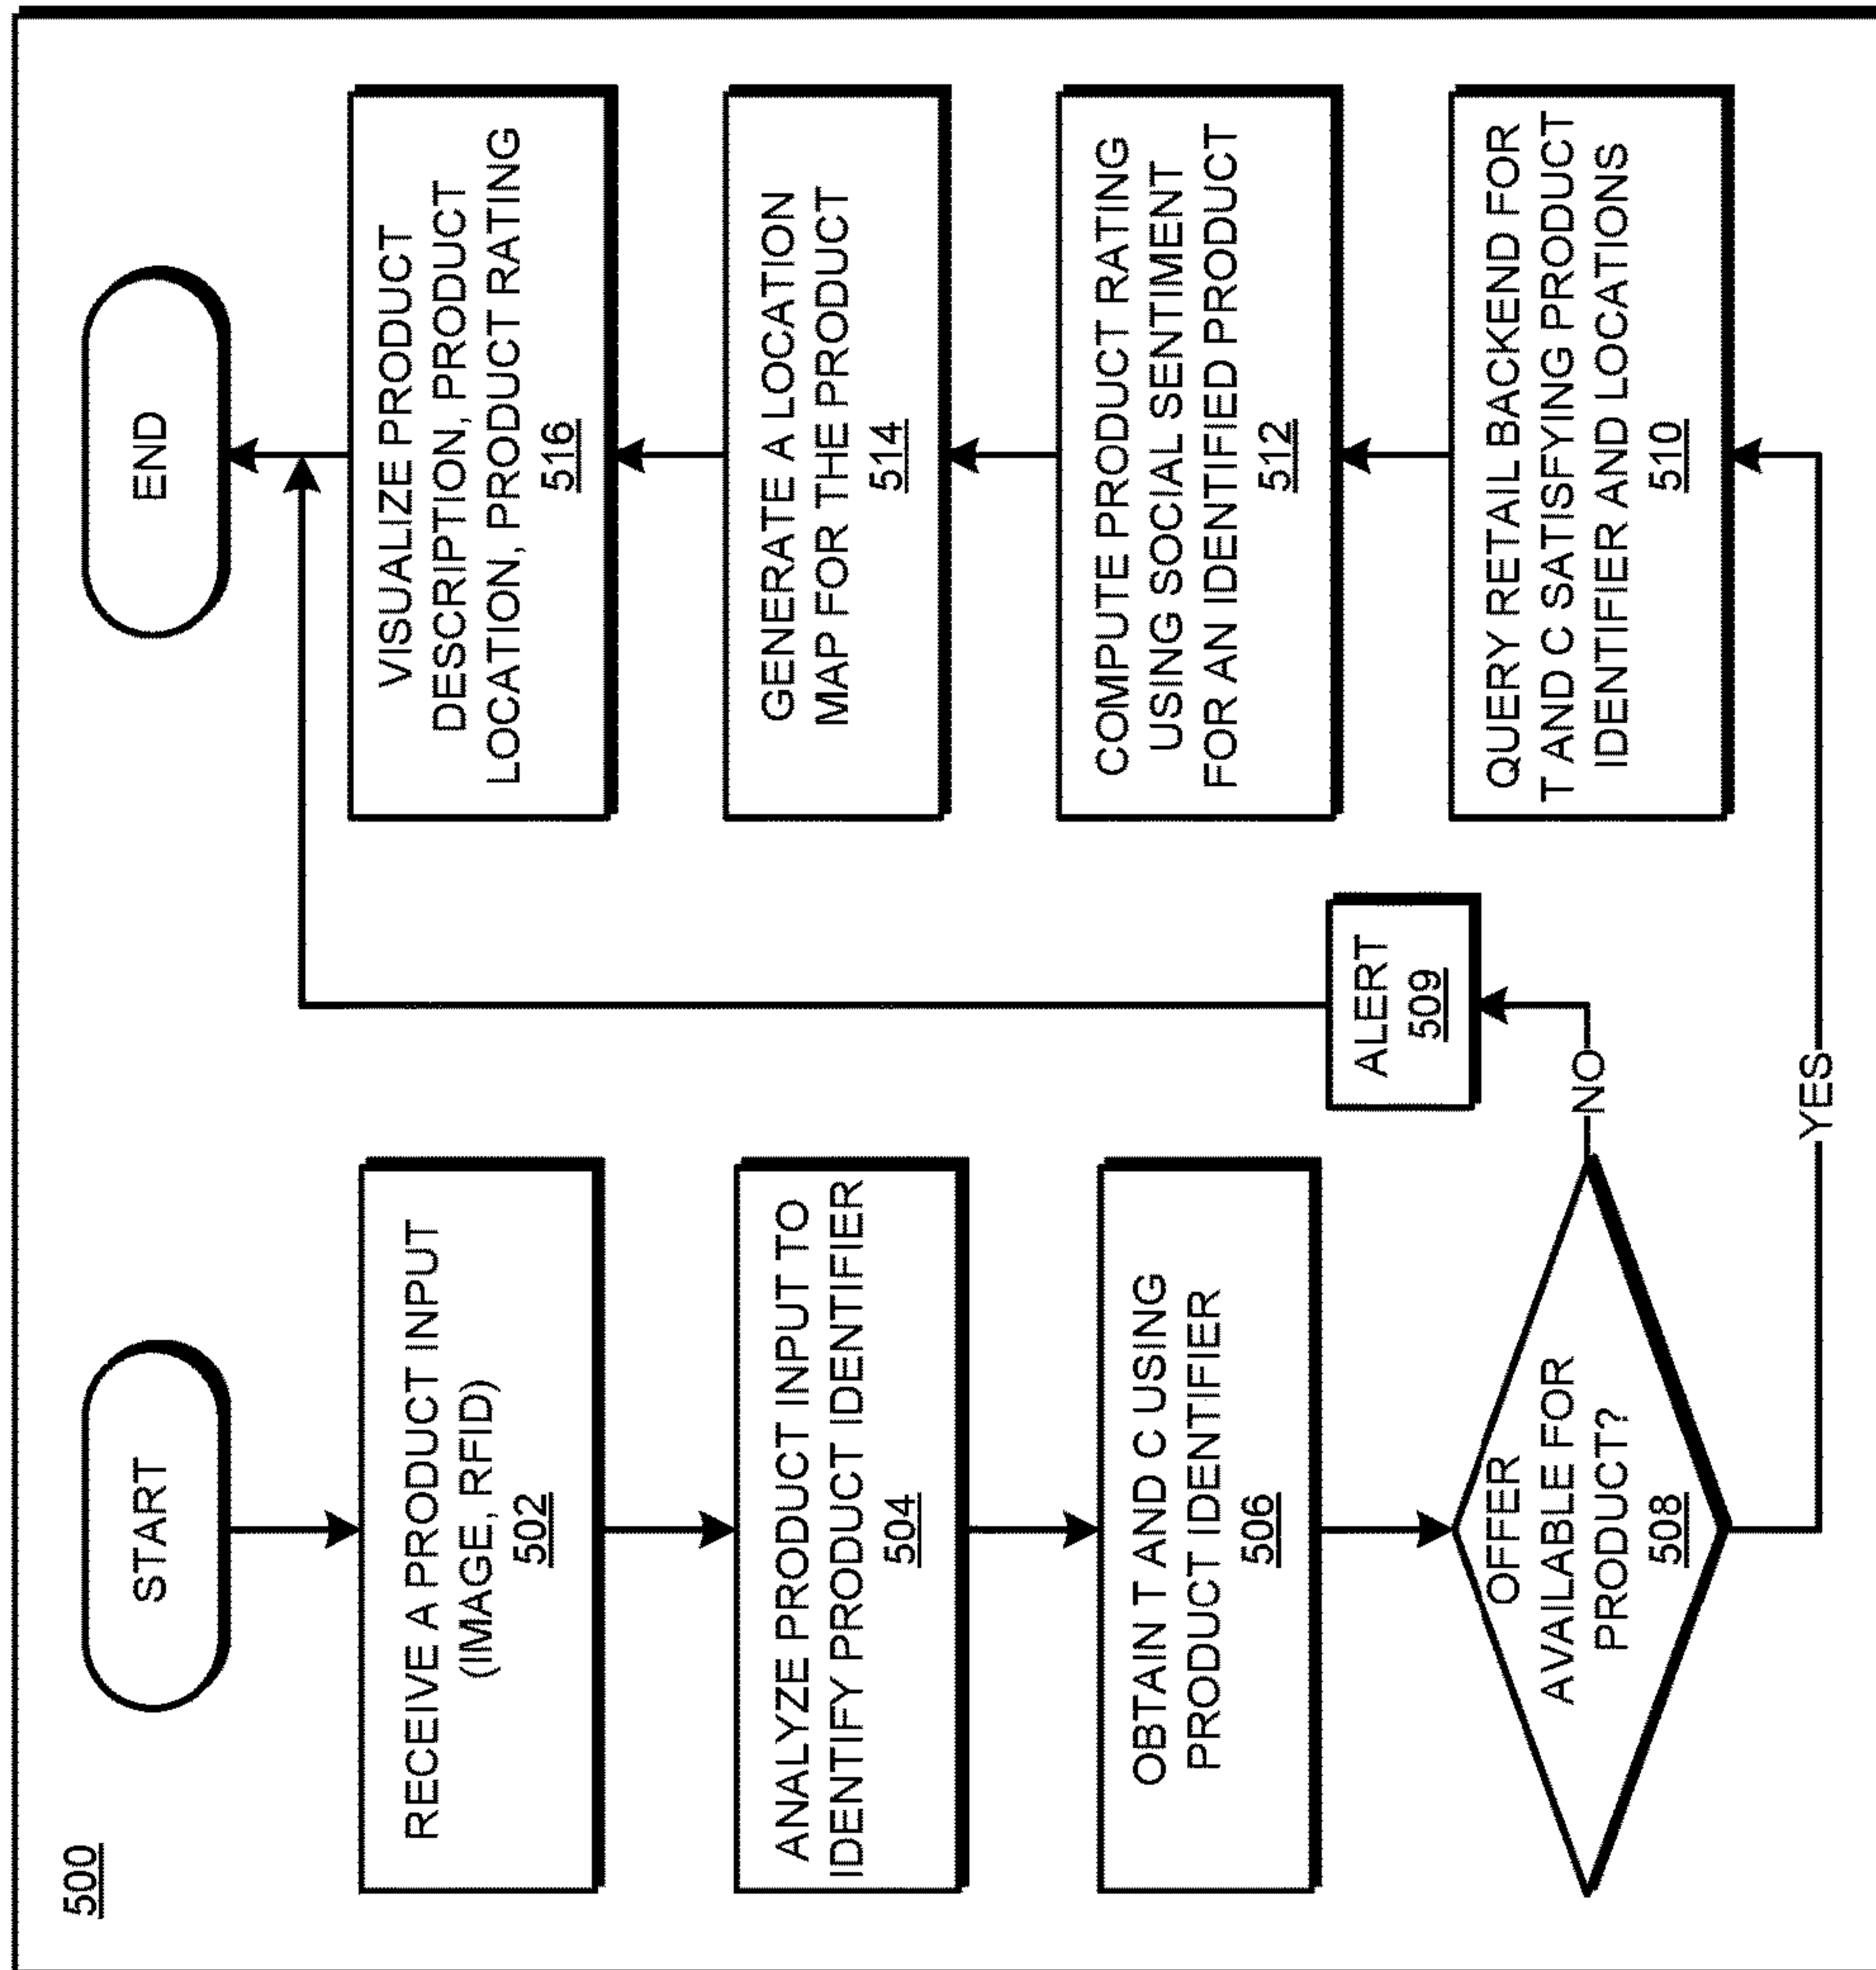 500
START
RECEIVE A PRODUCT INPUT
(IMAGE, RFID)
502
ANALYZE PRODUCT INPUT TO
IDENTIFY PRODUCT IDENTIFIER
504
OBTAIN T AND C USING
PRODUCT IDENTIFIER
506
OFFER
AVAILABLE FOR
PRODUCT?
508
NO
ALERT
509
YES
QUERY RETAIL BACKEND FOR
T AND C SATISFYING PRODUCT
IDENTIFIER AND LOCATIONS
510
COMPUTE PRODUCT RATING
USING SOCIAL SENTIMENT
FOR AN IDENTIFIED PRODUCT
512
GENERATE A LOCATION
MAP FOR THE PRODUCT
514
VISUALIZE PRODUCT
DESCRIPTION, PRODUCT
LOCATION, PRODUCT RATING
516
END